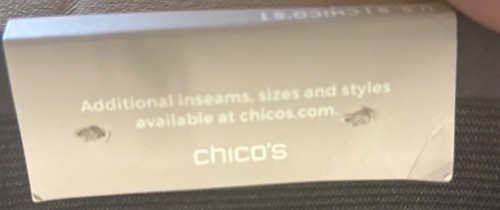 Additional inseams, sizes and styles
available at chicos.com.
chico's